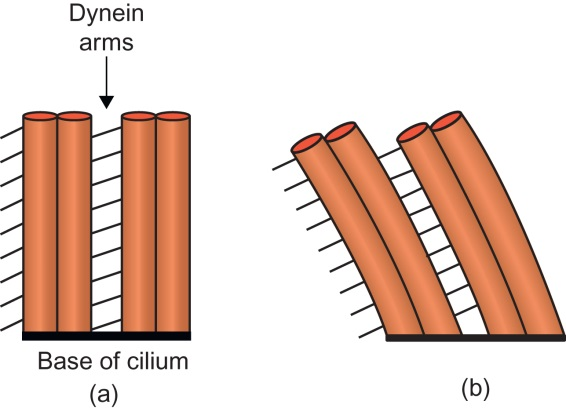 Dynein
arms
Base of cilium
(a)
(b)